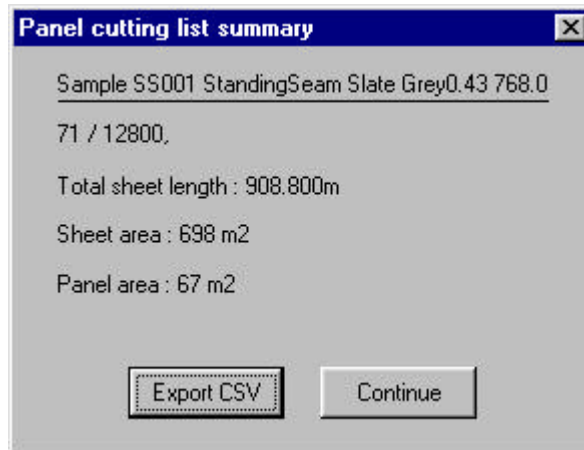 Panel cutting list summary
Sample SS001 StandingSeam Slate Grey0.43 768.0
71 / 12800,
Total sheet length : 908.800m
Sheet area : 698 m2
Panel area : 67 m2
Export CSV
Continue